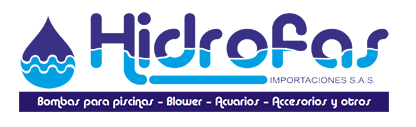 Hidrofas
IMPORTACIONES S.A.S.
Bombas para piscinas - Blower - Acuarios - Accesorios y otros